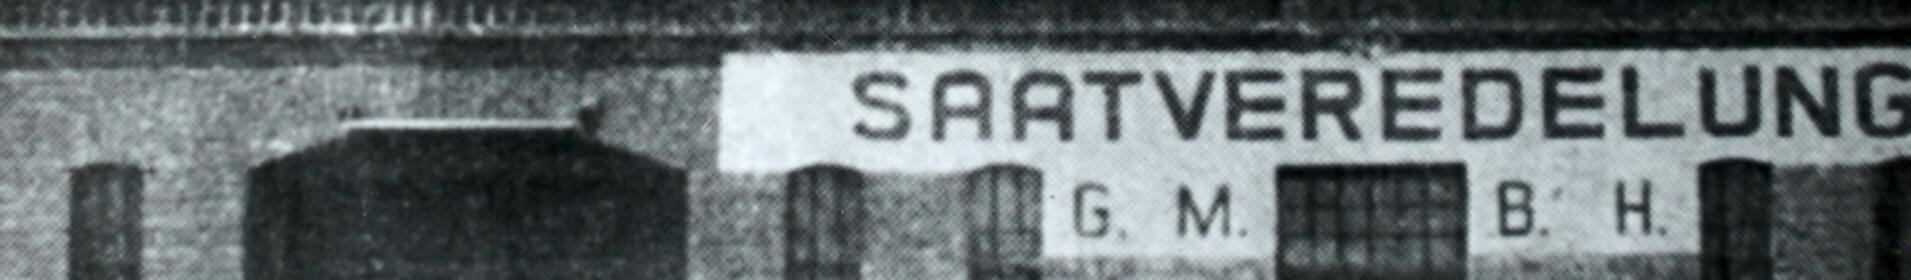 SAATVEREDELUNG
G. M. B. H.